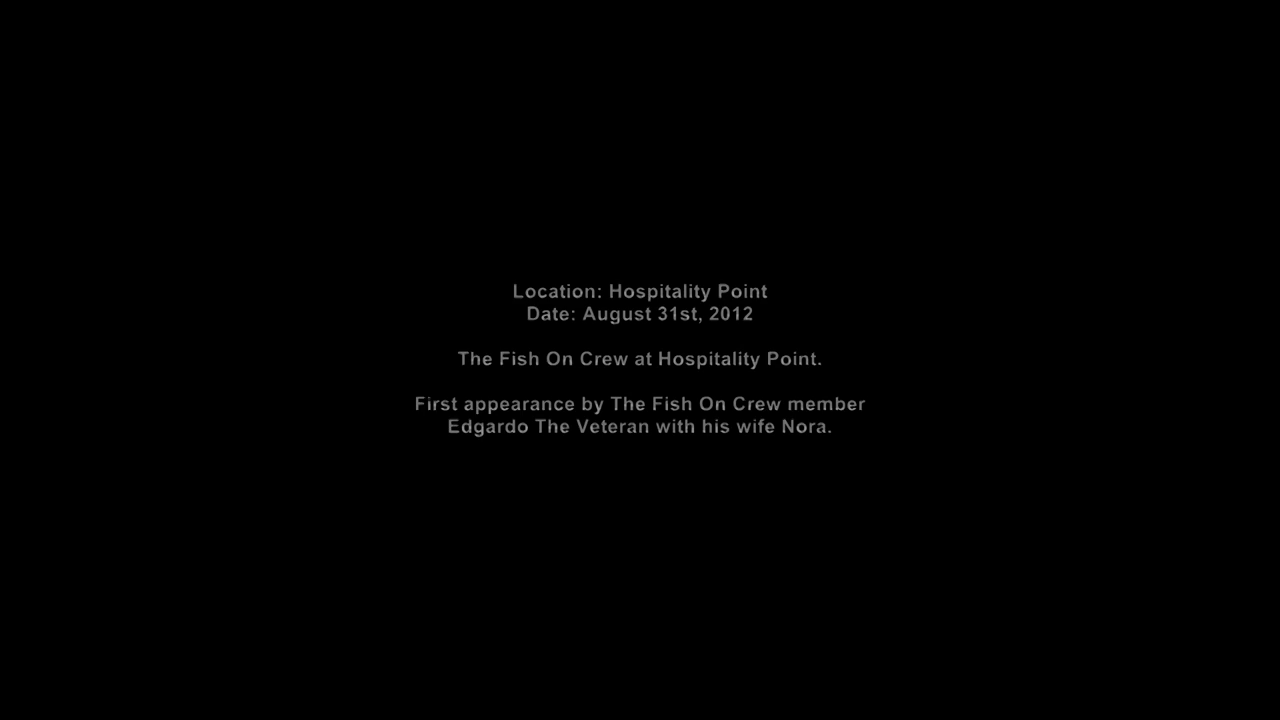 Location: Hospitality Point
Date: August 31st, 2012
The Fish On Crew at Hospitality Point.
First appearance by The Fish On Crew member
Edgardo The Veteran with his wife Nora.